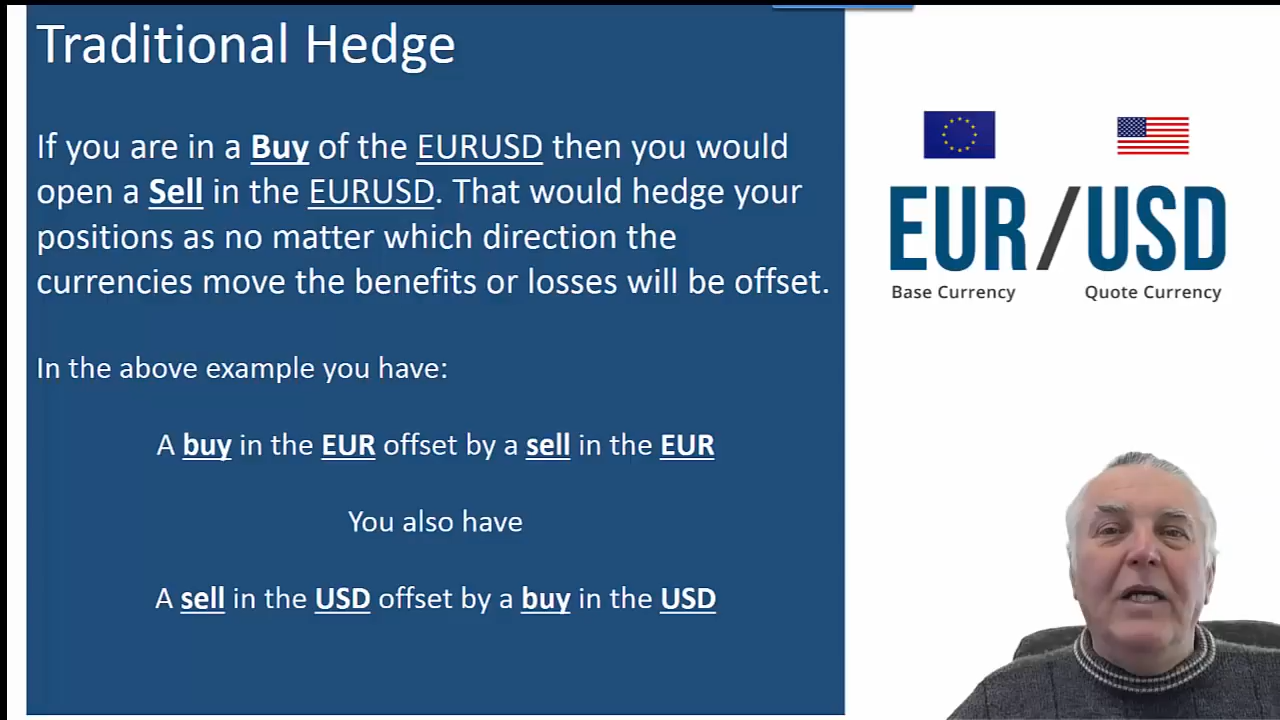 Traditional Hedge
If you are in a Buy of the EURUSD then you would
open a Sell in the EURUSD. That would hedge your
positions as no matter which direction the
currencies move the benefits or losses will be offset.
In the above example you have:
A buy in the EUR offset by a sell in the EUR
You also have
A sell in the USD offset by a buy in the USD
EUR/USD
Base Currency Quote Currency